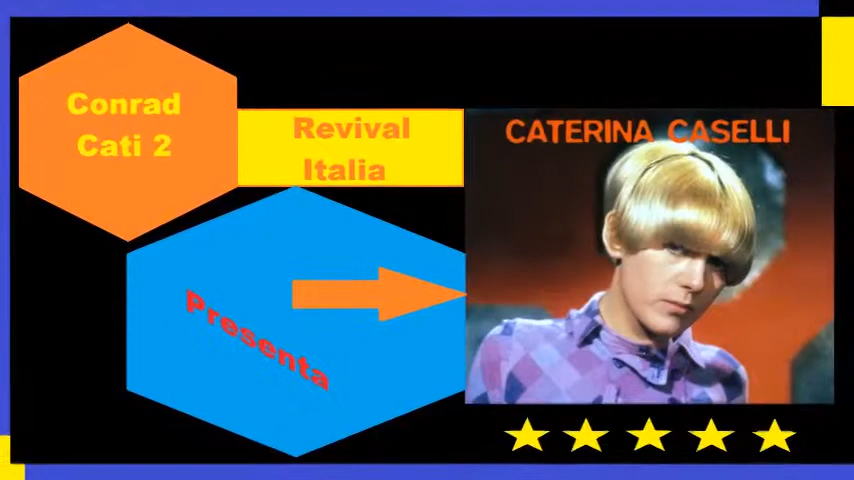 Conrad
Cati 2
Revival
Italia
CATERINA CASELLI
Presenta